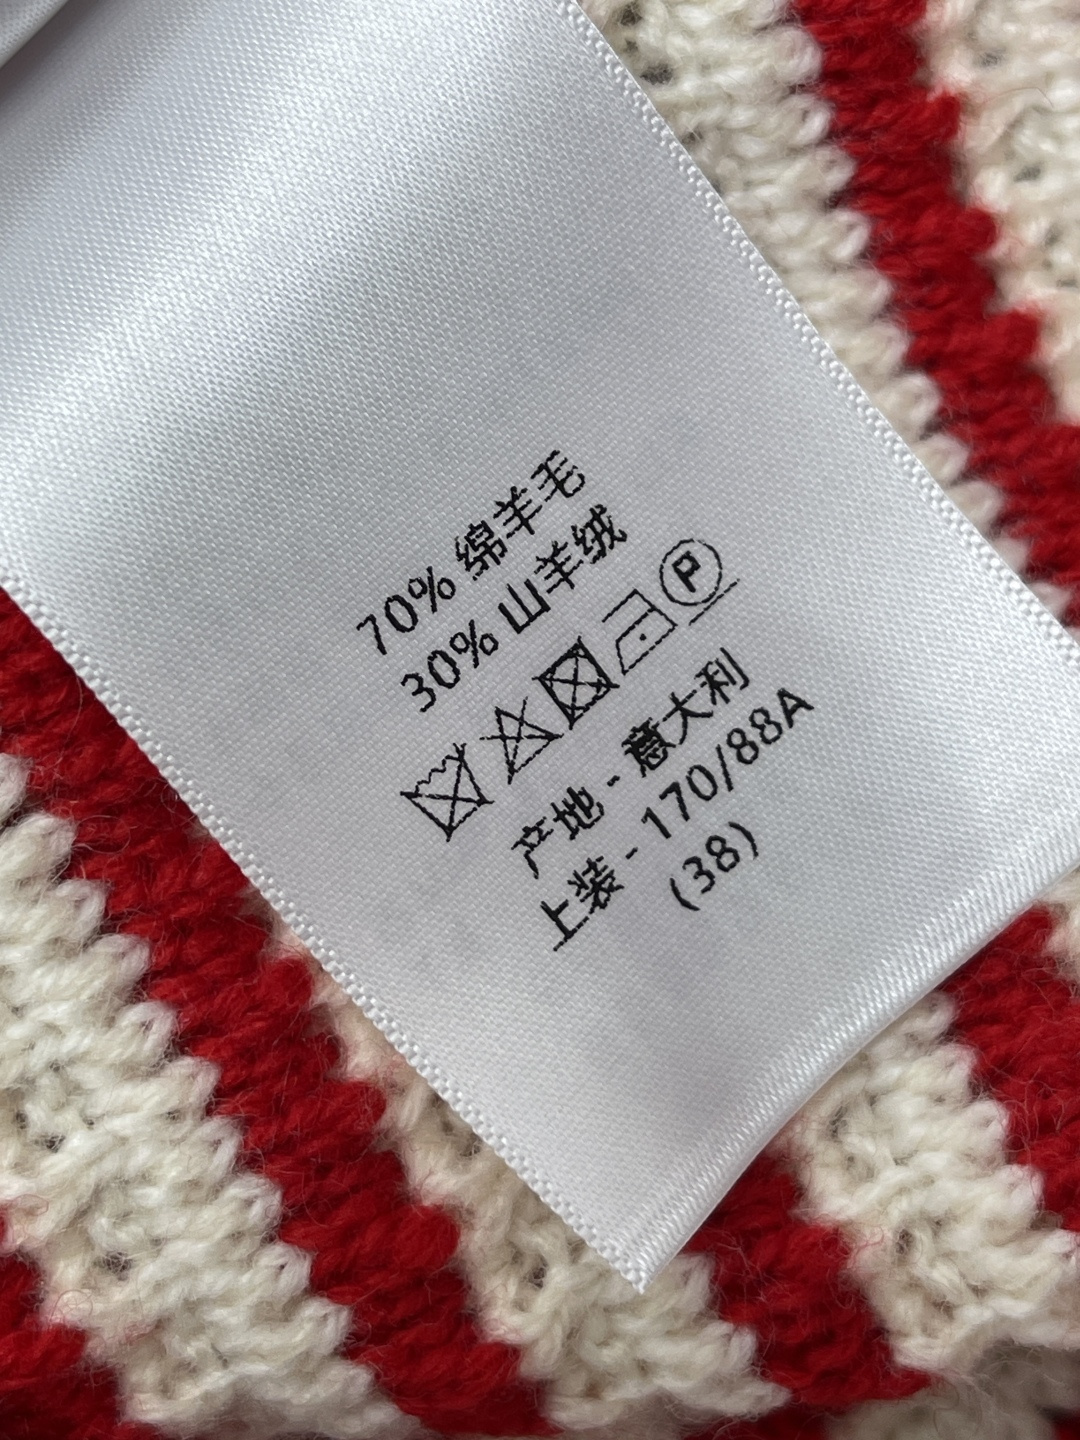 70% 绵羊毛
30% 山羊绒
P
产地 - 意大利
上装 - 170/88A
(38)